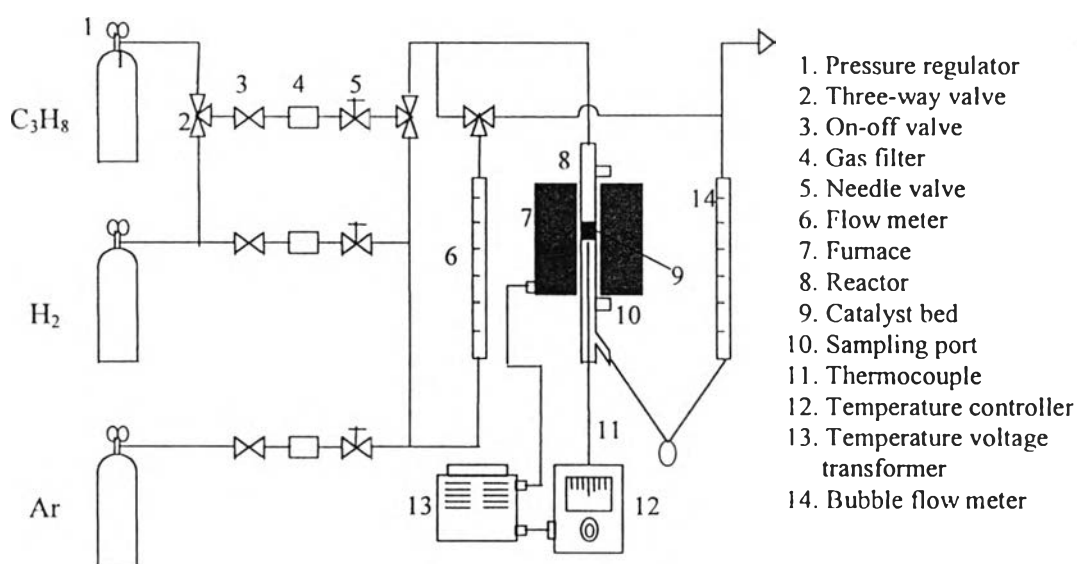 1
3
4
5
C₃H₈
2
8
7
14
6
9
H₂
10
11
Ar
13
12
1. Pressure regulator
2. Three-way valve
3. On-off valve
4. Gas filter
5. Needle valve
6. Flow meter
7. Furnace
8. Reactor
9. Catalyst bed
10. Sampling port
11. Thermocouple
12. Temperature controller
13. Temperature voltage
transformer
14. Bubble flow meter